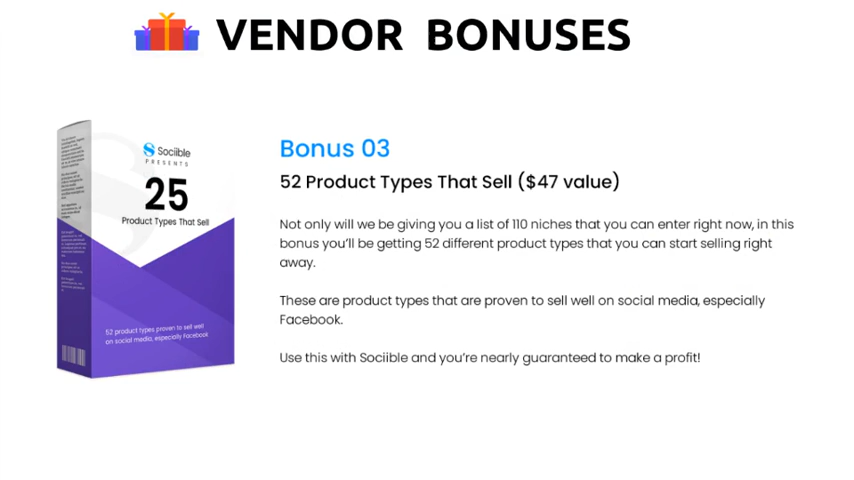 VENDOR BONUSES
Sociible
PRESENTS
25
Product Types That Sell
52 product types proven to sell well
on social media, especially Facebook
Bonus 03
52 Product Types That Sell ($47 value)
Not only will we be giving you a list of 110 niches that you can enter right now, in this
bonus you'll be getting 52 different product types that you can start selling right
away.
These are product types that are proven to sell well on social media, especially
Facebook.
Use this with Sociible and you're nearly guaranteed to make a profit!